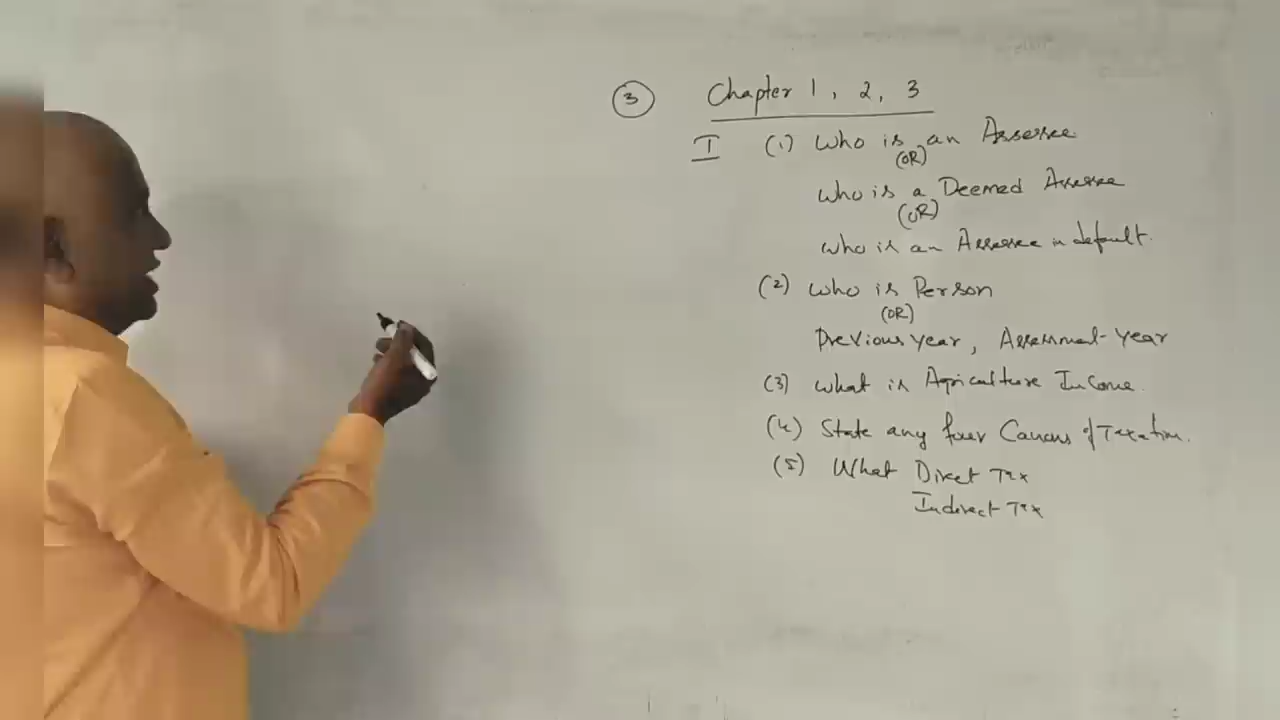 3 Chapter 1, 2, 3
I (1) Who is an Assessee
(OR)
who is a Deemed Assessee
(OR)
who is an Assessee in default.
(2) who is Person
(OR)
Previous year, Assessment-year
(3) what is Agriculture Income.
(4) State any four Canons of Taxation.
(5) What Direct Tax
Indirect Tax